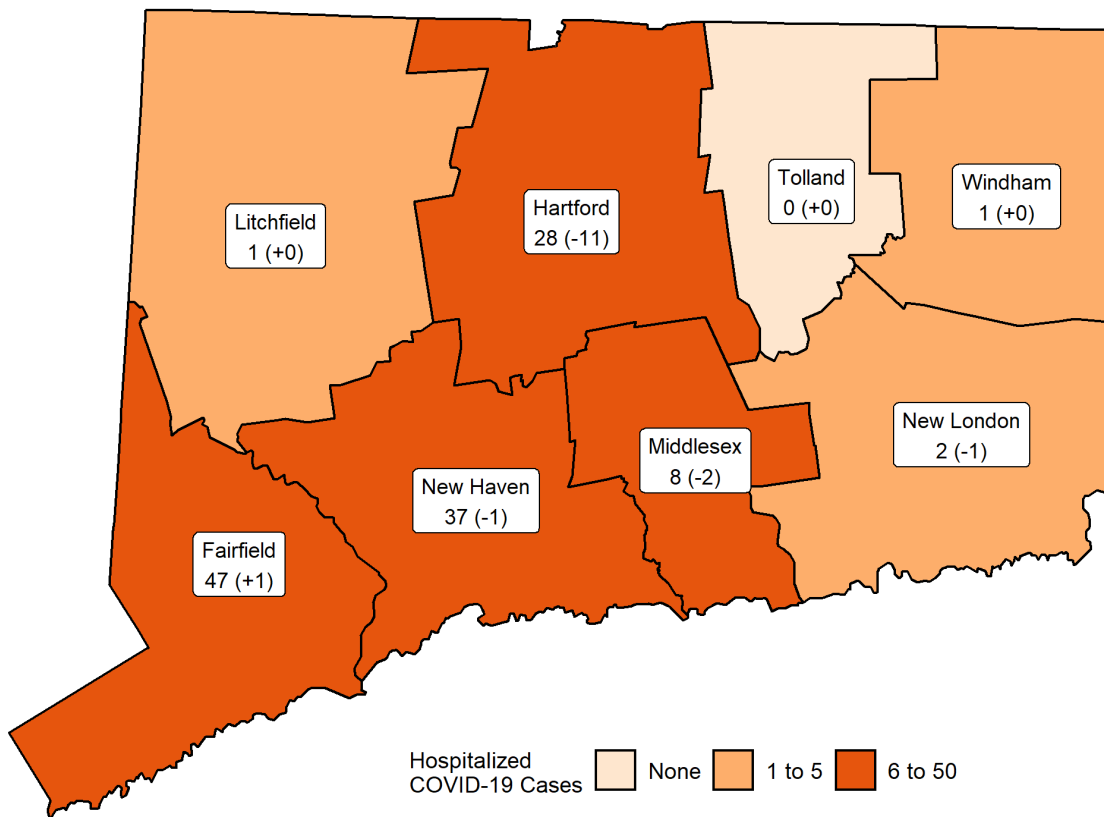 Litchfield
1 (+0)
Hartford
28 (-11)
Tolland
0 (+0)
Windham
1 (+0)
Fairfield
47 (+1)
New Haven
37 (-1)
Middlesex
8 (-2)
New London
2 (-1)
Hospitalized
COVID-19 Cases
None
1 to 5
6 to 50